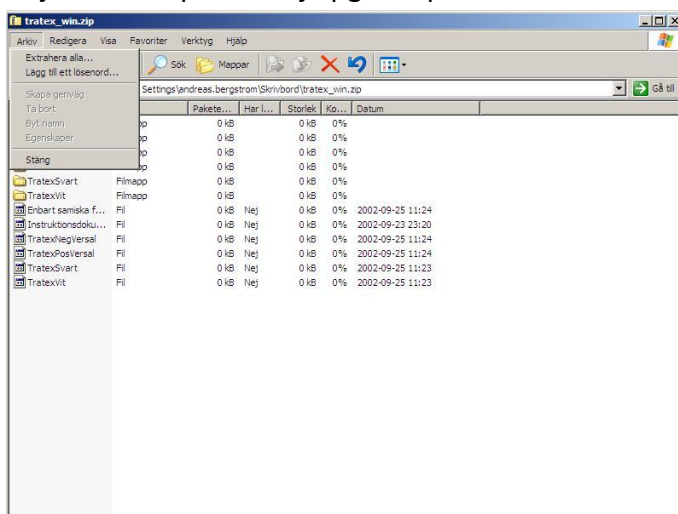 tratex_win.zip
Arkiv Redigera Visa Favoriter Verktyg Hjälp
Extrahera alla...
Lägg till ett lösenord...
Sök Mappar
Settings\andreas.bergstrom\Skrivbord\tratex_win.zip Gå till
Skapa genväg
Ta bort
Byt namn
Egenskaper
Stäng
Pakete... Har l... Storlek Ko... Datum
0 kB 0 kB 0%
0 kB 0 kB 0%
0 kB 0 kB 0%
0 kB 0 kB 0%
TratexSvart Filmapp 0 kB 0 kB 0%
TratexVit Filmapp 0 kB 0 kB 0%
Enbart samiska f... Fil 0 kB Nej 0 kB 0% 2002-09-25 11:24
Instruktionsdoku... Fil 0 kB Nej 0 kB 0% 2002-09-23 23:20
TratexNegVersal Fil 0 kB Nej 0 kB 0% 2002-09-25 11:24
TratexPosVersal Fil 0 kB Nej 0 kB 0% 2002-09-25 11:24
TratexSvart Fil 0 kB Nej 0 kB 0% 2002-09-25 11:23
TratexVit Fil 0 kB Nej 0 kB 0% 2002-09-25 11:23